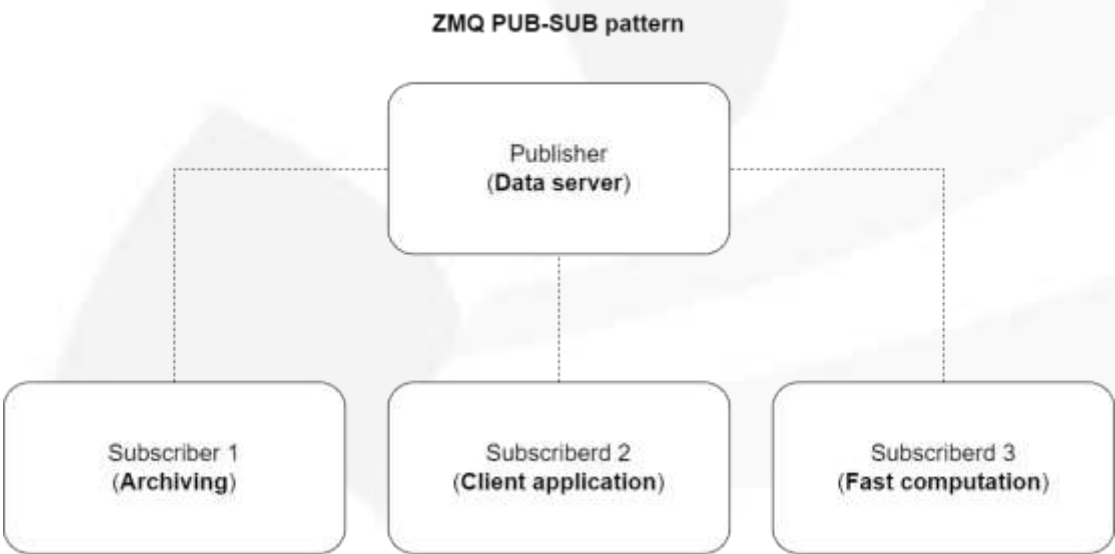 ZMQ PUB-SUB pattern
Publisher
(Data server)
Subscriber 1
(Archiving)
Subscriberd 2
(Client application)
Subscriberd 3
(Fast computation)